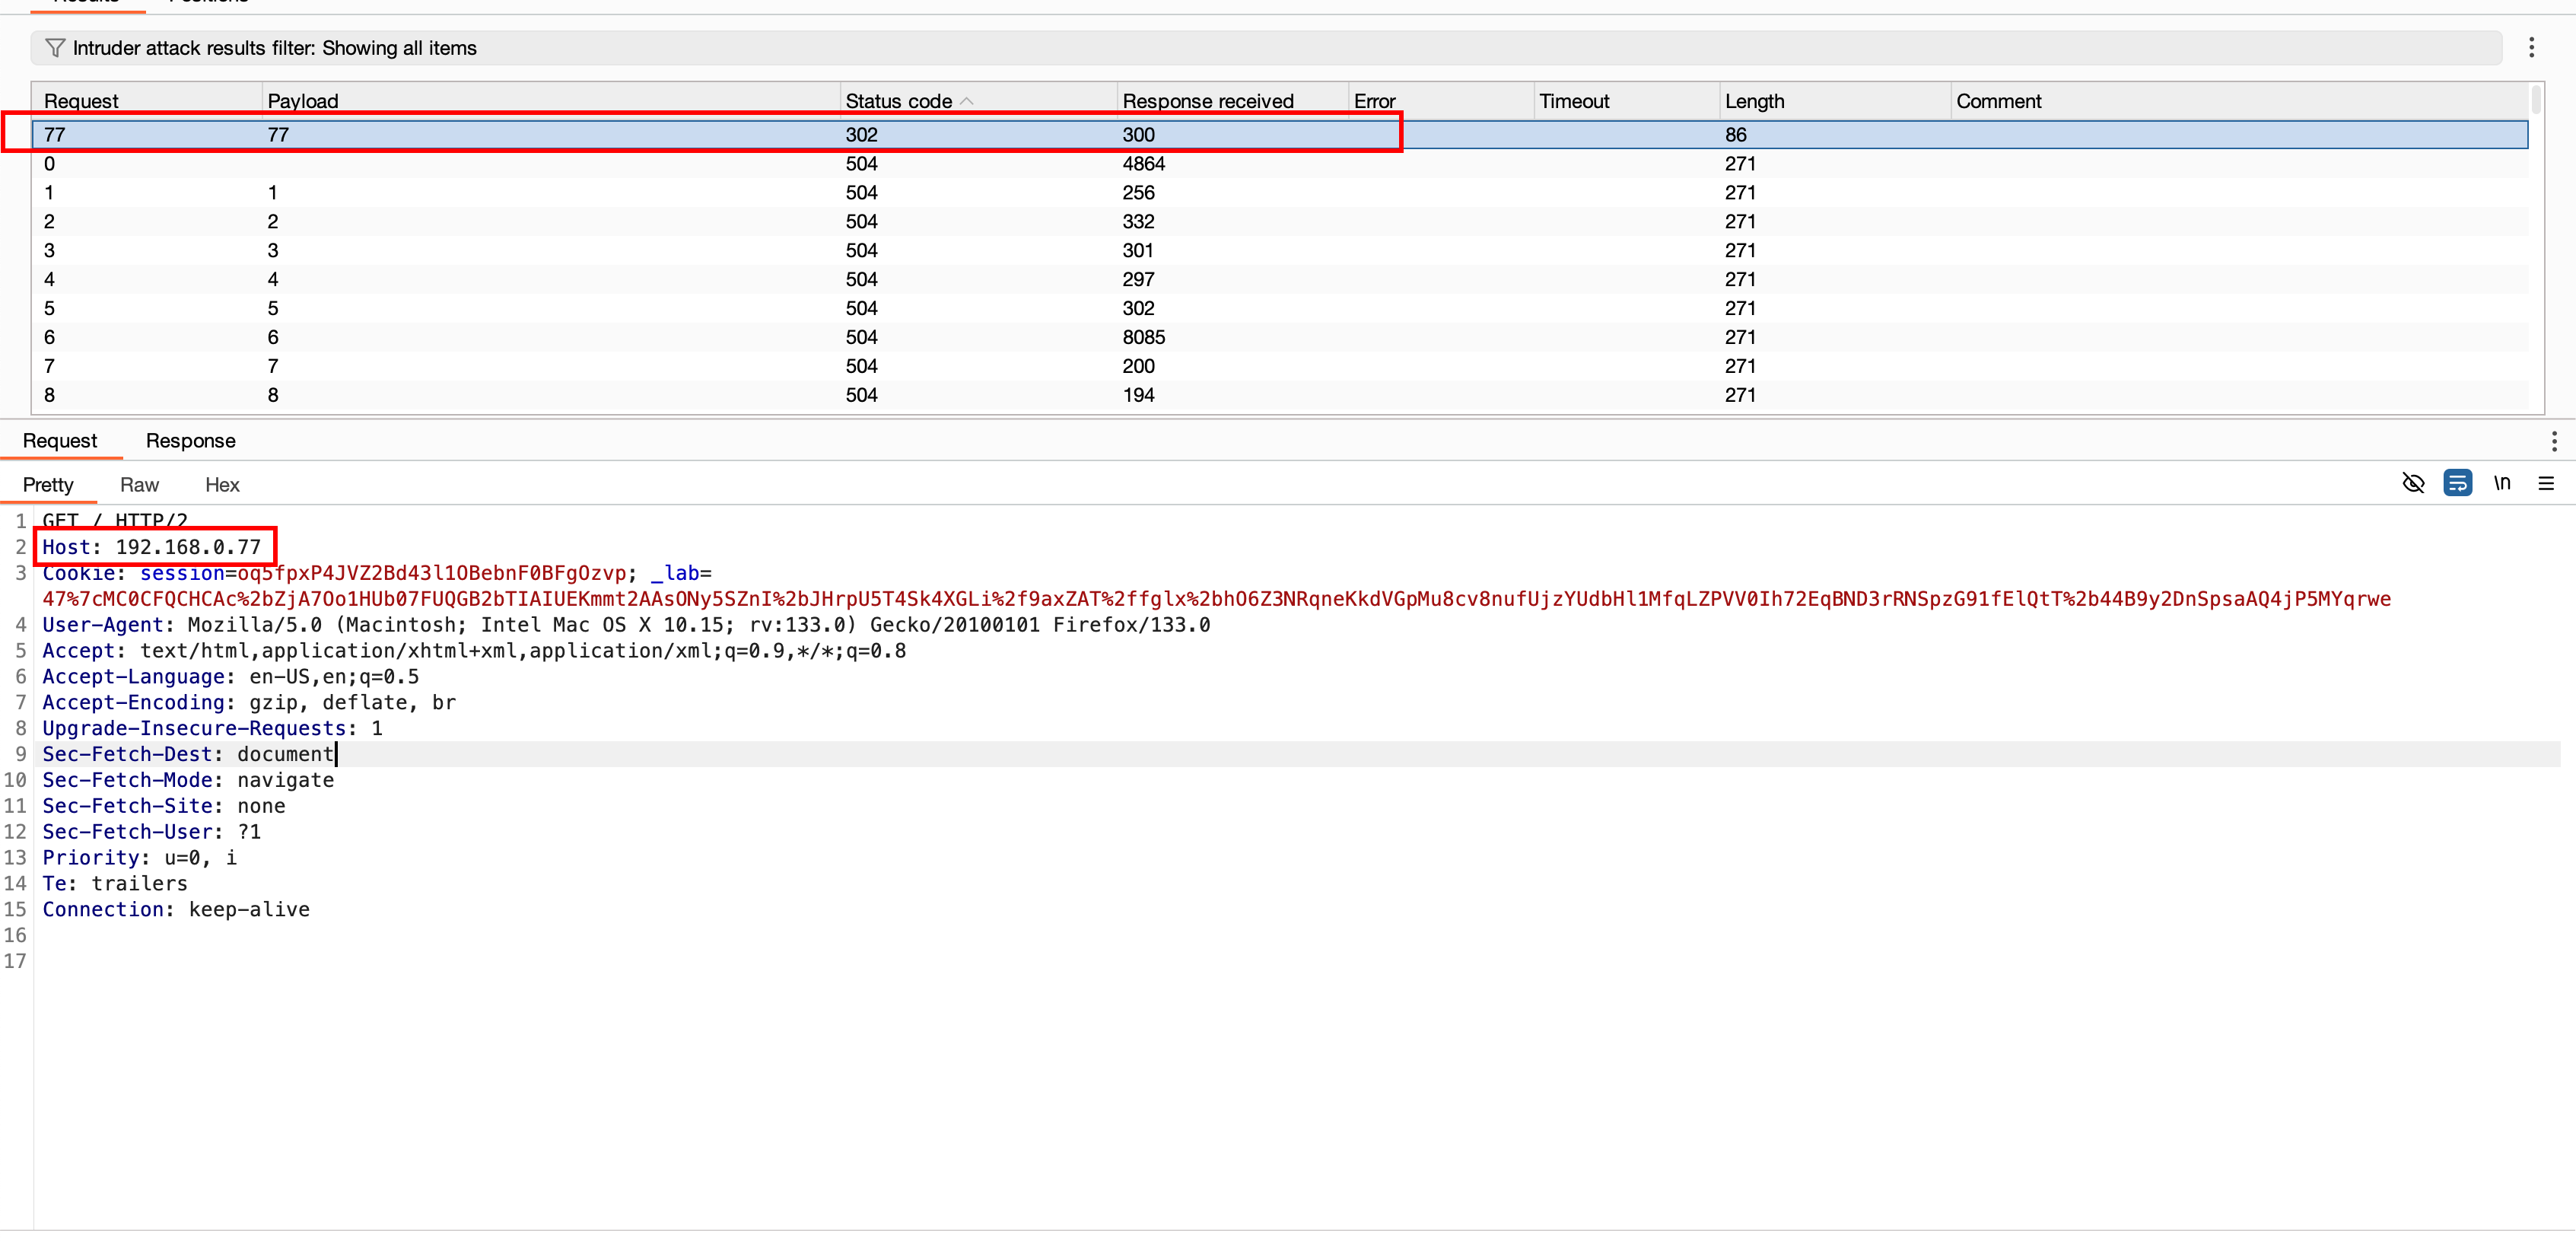 Results Positions
Intruder attack results filter: Showing all items
Request Payload Status code Response received Error Timeout Length Comment
77 77 302 300 86
0 504 4864 271
1 1 504 256 271
2 2 504 332 271
3 3 504 301 271
4 4 504 297 271
5 5 504 302 271
6 6 504 8085 271
7 7 504 200 271
8 8 504 194 271
Request Response
Pretty Raw Hex \n
1 GET / HTTP/2
2 Host: 192.168.0.77
3 Cookie: session=oq5fpxP4JVZ2Bd43l1OBebnF0BFgOzvp; _lab=
47%7cMC0CFQCHCAc%2bZjA7Oo1HUb07FUQGB2bTIAIUEKmmt2AAsONy5SZnI%2bJHrpU5T4Sk4XGLi%2f9axZAT%2ffglx%2bhO6Z3NRqneKkdVGpMu8cv8nufUjzYUdbHl1MfqLZPVV0Ih72EqBND3rRNSpzG91fElQtT%2b44B9y2DnSpsaAQ4jP5MYqrwe
4 User-Agent: Mozilla/5.0 (Macintosh; Intel Mac OS X 10.15; rv:133.0) Gecko/20100101 Firefox/133.0
5 Accept: text/html,application/xhtml+xml,application/xml;q=0.9,*/*;q=0.8
6 Accept-Language: en-US,en;q=0.5
7 Accept-Encoding: gzip, deflate, br
8 Upgrade-Insecure-Requests: 1
9 Sec-Fetch-Dest: document
10 Sec-Fetch-Mode: navigate
11 Sec-Fetch-Site: none
12 Sec-Fetch-User: ?1
13 Priority: u=0, i
14 Te: trailers
15 Connection: keep-alive
16
17